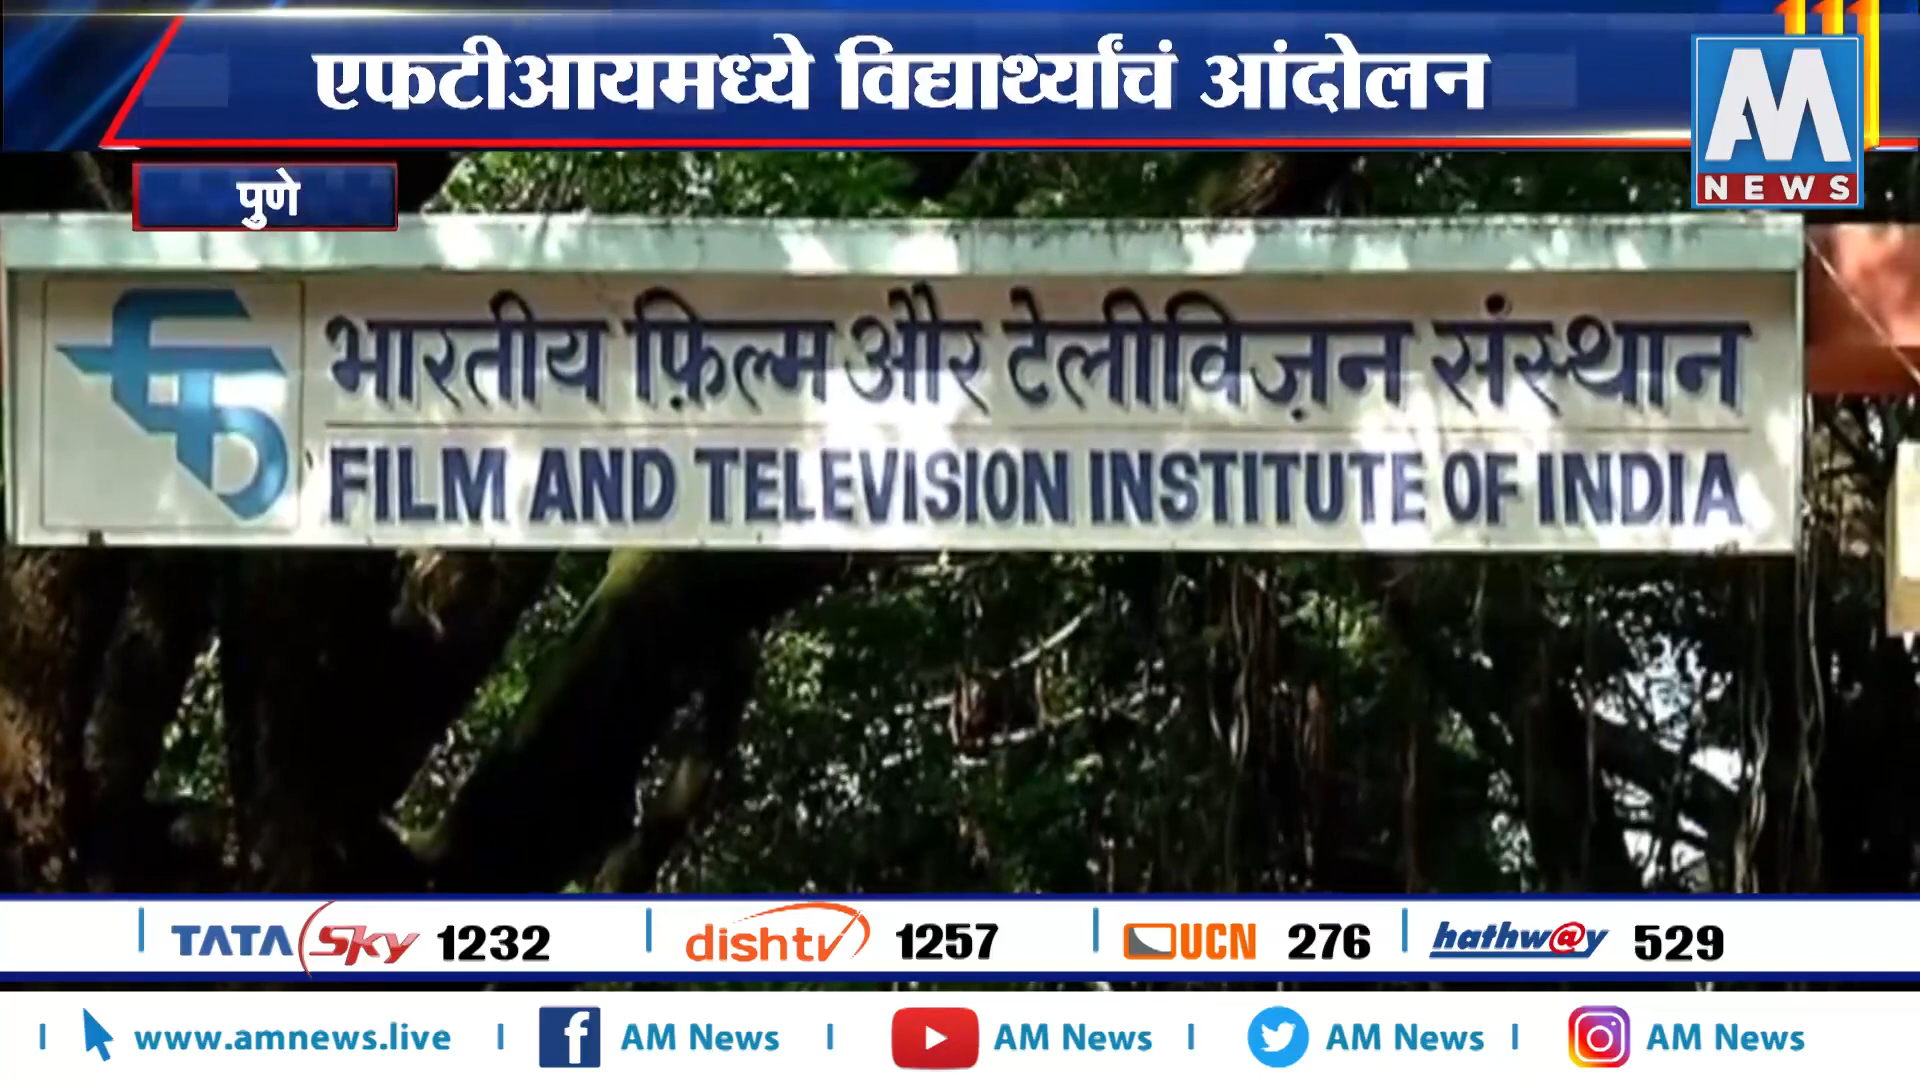 एफटीआयमध्ये विद्यार्थ्यांचं आंदोलन
AM
NEWS
पुणे
भारतीय फ़िल्म और टेलीविज़न संस्थान
FILM AND TELEVISION INSTITUTE OF INDIA
TATA Sky 1232 dishtv 1257 UCN 276 hathw@y 529
www.amnews.live AM News AM News AM News AM News